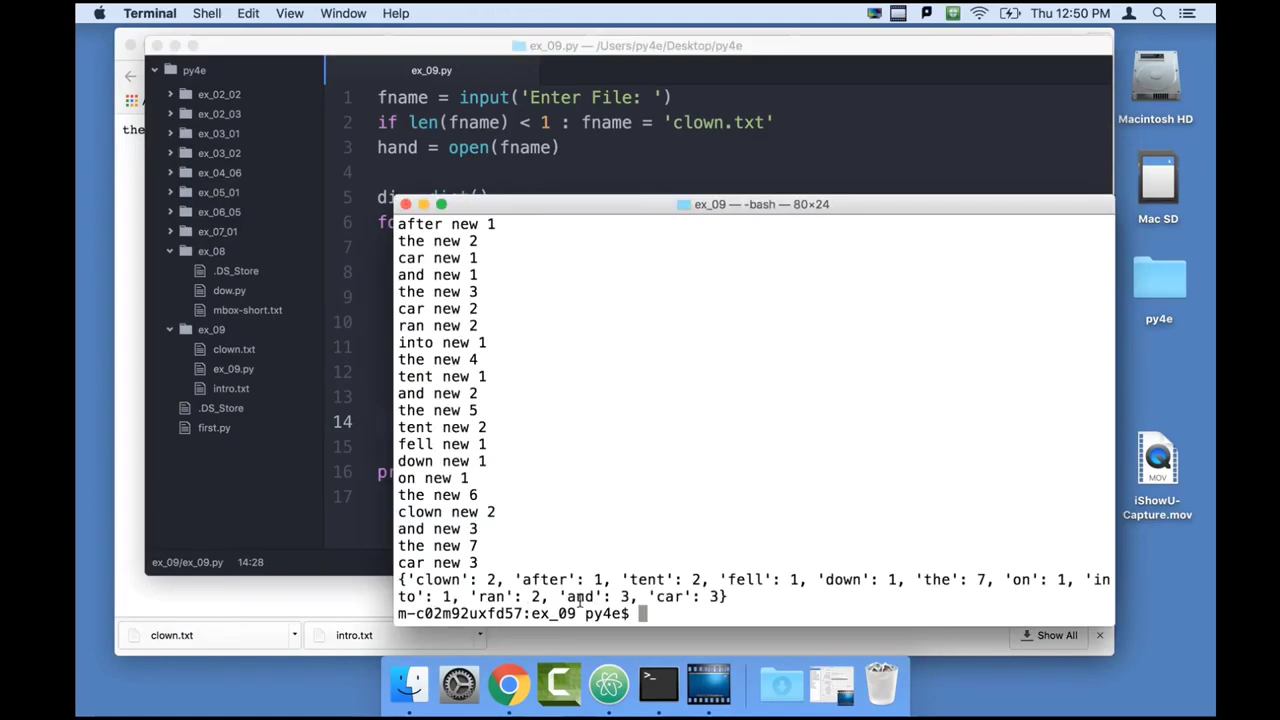 Terminal Shell Edit View Window Help Thu 12:50 PM
ex_09.py — /Users/py4e/Desktop/py4e
py4e
ex_09.py
ex_02_02
ex_02_03
ex_03_01
ex_03_02
ex_04_06
ex_05_01
ex_06_05
ex_07_01
ex_08
.DS_Store
dow.py
mbox-short.txt
ex_09
clown.txt
ex_09.py
intro.txt
.DS_Store
first.py
the
1 fname = input('Enter File: ')
2 if len(fname) < 1 : fname = 'clown.txt'
3 hand = open(fname)
4
5
6
7
8
9
10
11
12
13
14
15
16
17
ex_09/ex_09.py 14:28
ex_09 — -bash — 80×24
after new 1
the new 2
car new 1
and new 1
the new 3
car new 2
ran new 2
into new 1
the new 4
tent new 1
and new 2
the new 5
tent new 2
fell new 1
down new 1
on new 1
the new 6
clown new 2
and new 3
the new 7
car new 3
{'clown': 2, 'after': 1, 'tent': 2, 'fell': 1, 'down': 1, 'the': 7, 'on': 1, 'in
to': 1, 'ran': 2, 'and': 3, 'car': 3}
m-c02m92uxfd57:ex_09 py4e$
clown.txt intro.txt Show All
Macintosh HD
Mac SD
py4e
MOV
iShowU-
Capture.mov